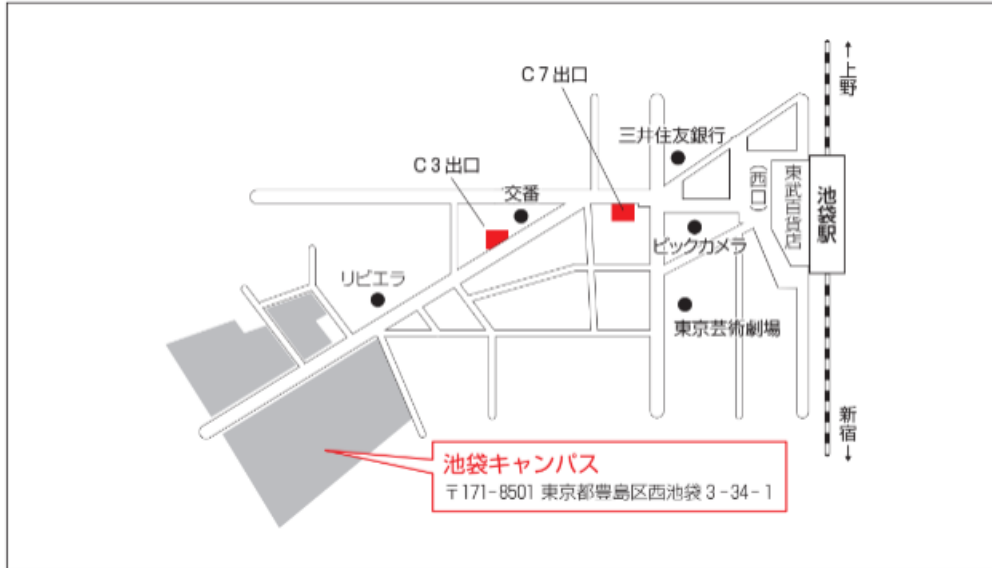 ↑上野
C7出口
三井住友銀行
C3出口
交番
(西口)
東武百貨店
池袋駅
ビックカメラ
リビエラ
東京芸術劇場
新宿↓
池袋キャンパス
〒171-8501 東京都豊島区西池袋3-34-1